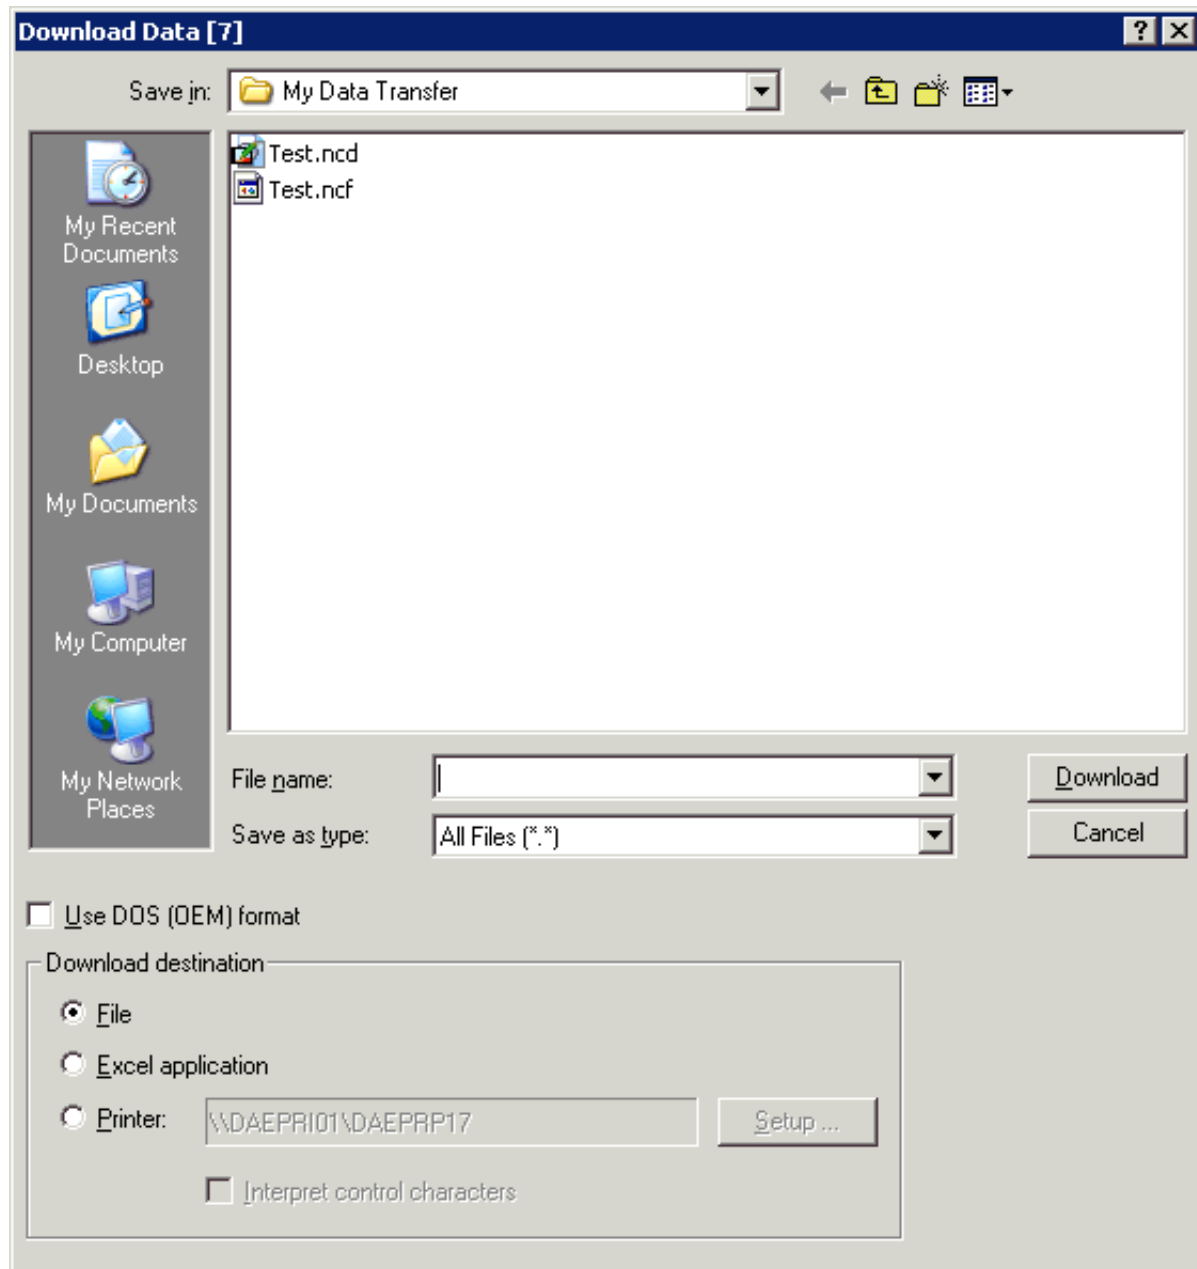 Download Data [7]
Save in: My Data Transfer
Test.ncd
Test.ncf
My Recent
Documents
Desktop
My Documents
My Computer
My Network
Places
File name:
Download
Save as type: All Files (*.*)
Cancel
Use DOS (OEM) format
Download destination
File
Excel application
Printer: \\DAEPRI01\DAEPRP17 Setup ...
Interpret control characters